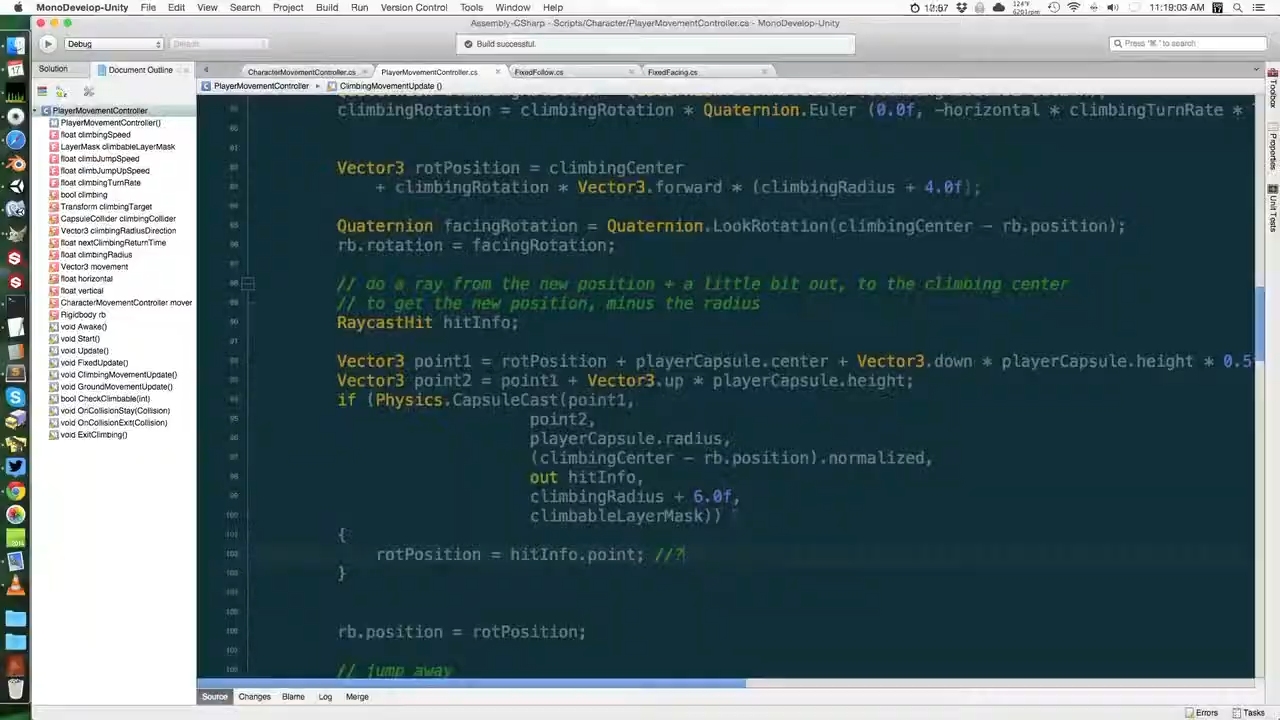 MonoDevelop-Unity File Edit View Search Project Build Run Version Control Tools Window Help 12:57 124°F 6201rpm 11:19:03 AM
Assembly-CSharp - Scripts/Character/PlayerMovementController.cs - MonoDevelop-Unity
Debug Default Build successful. Press '⌘.' to search
Solution Document Outline CharacterMovementController.cs PlayerMovementController.cs FixedFollow.cs FixedFacing.cs
PlayerMovementController ClimbingMovementUpdate ()
PlayerMovementController
PlayerMovementController()
float climbingSpeed
LayerMask climbableLayerMask
float climbJumpSpeed
float climbJumpUpSpeed
float climbingTurnRate
bool climbing
Transform climbingTarget
CapsuleCollider climbingCollider
Vector3 climbingRadiusDirection
float nextClimbingReturnTime
float climbingRadius
Vector3 movement
float horizontal
float vertical
CharacterMovementController mover
Rigidbody rb
void Awake()
void Start()
void Update()
void FixedUpdate()
void ClimbingMovementUpdate()
void GroundMovementUpdate()
bool CheckClimbable(int)
void OnCollisionStay(Collision)
void OnCollisionExit(Collision)
void ExitClimbing()
climbingRotation = climbingRotation * Quaternion.Euler (0.0f, -horizontal * climbingTurnRate *
Vector3 rotPosition = climbingCenter
+ climbingRotation * Vector3.forward * (climbingRadius + 4.0f);
Quaternion facingRotation = Quaternion.LookRotation(climbingCenter - rb.position);
rb.rotation = facingRotation;
// do a ray from the new position + a little bit out, to the climbing center
// to get the new position, minus the radius
RaycastHit hitInfo;
Vector3 point1 = rotPosition + playerCapsule.center + Vector3.down * playerCapsule.height * 0.5
Vector3 point2 = point1 + Vector3.up * playerCapsule.height;
if (Physics.CapsuleCast(point1,
point2,
playerCapsule.radius,
(climbingCenter - rb.position).normalized,
out hitInfo,
climbingRadius + 6.0f,
climbableLayerMask))
{
rotPosition = hitInfo.point; //?
}
rb.position = rotPosition;
// jump away
Source Changes Blame Log Merge
Toolbox
Properties
Unit Tests
Errors Tasks